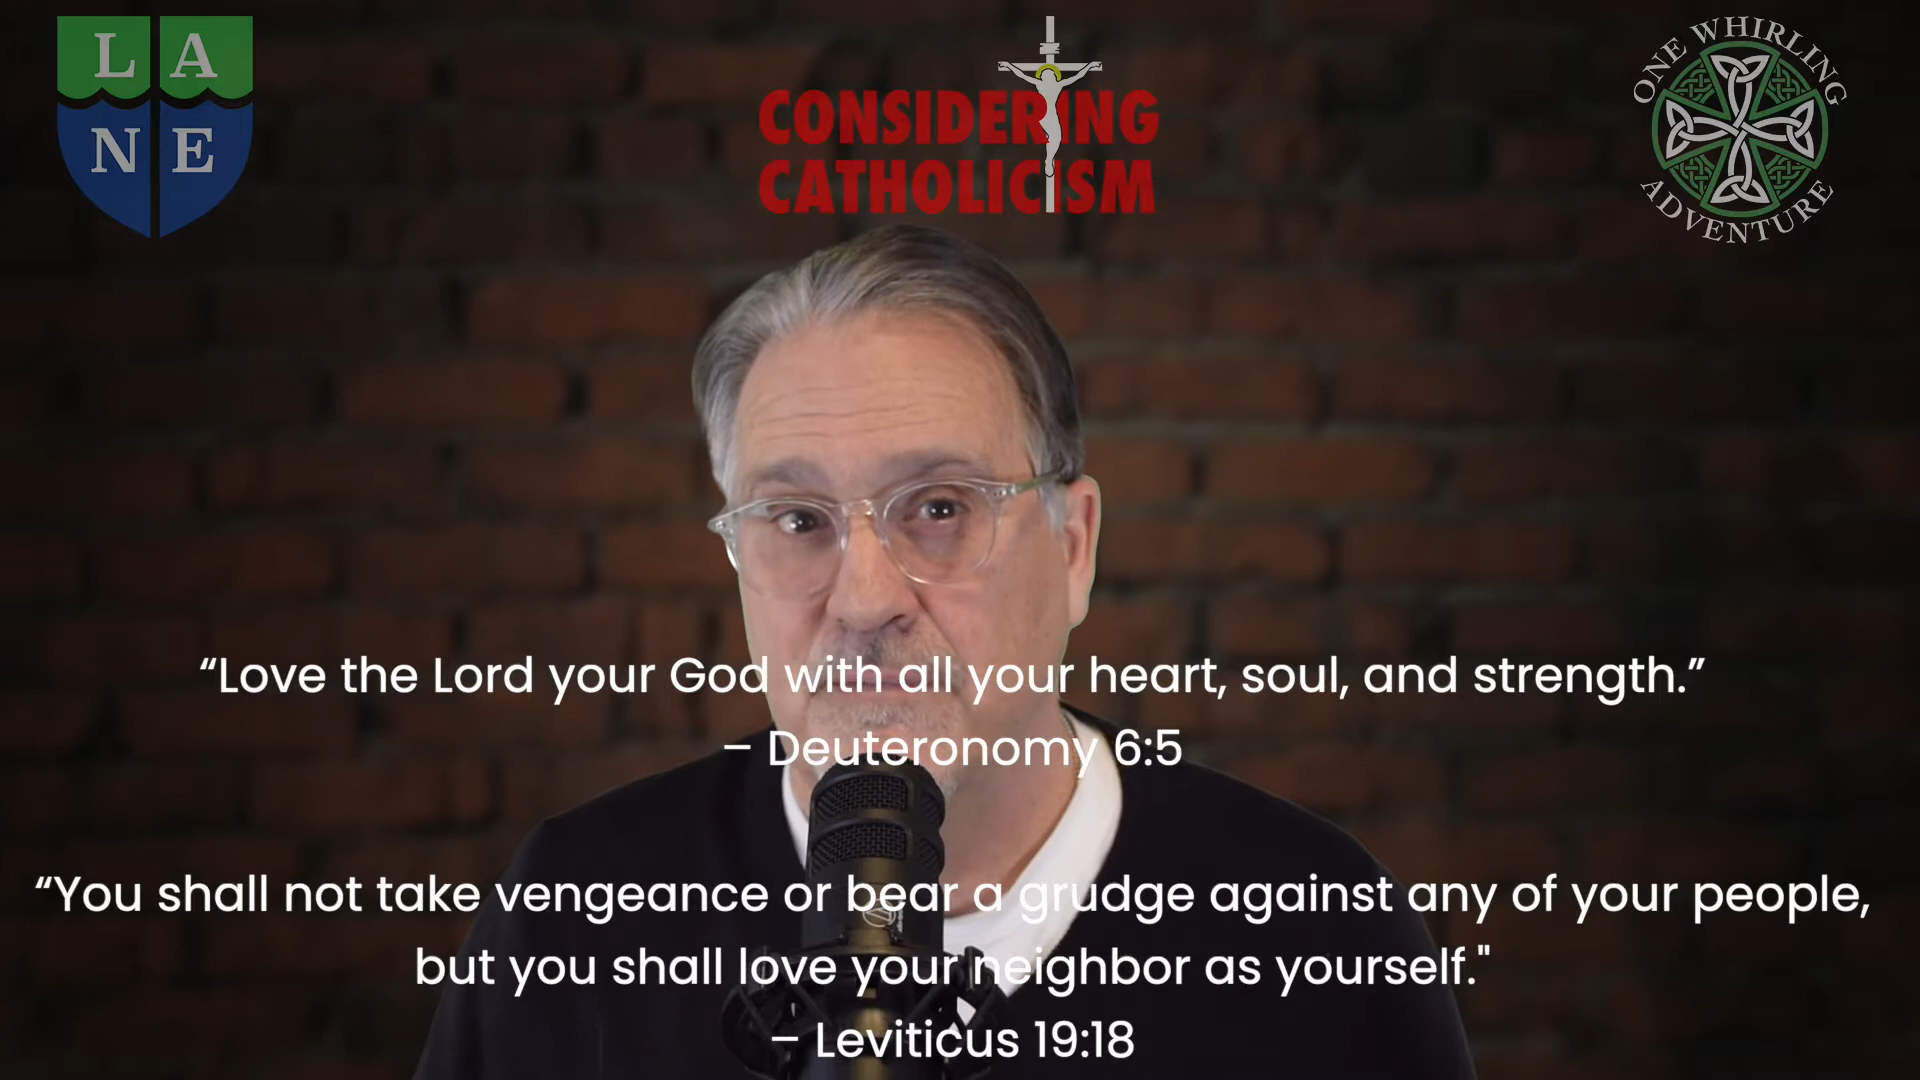 L A
N E
CONSIDERING
CATHOLICISM
ONE WHIRLING
ADVENTURE
“Love the Lord your God with all your heart, soul, and strength.”
– Deuteronomy 6:5
“You shall not take vengeance or bear a grudge against any of your people,
but you shall love your neighbor as yourself."
– Leviticus 19:18